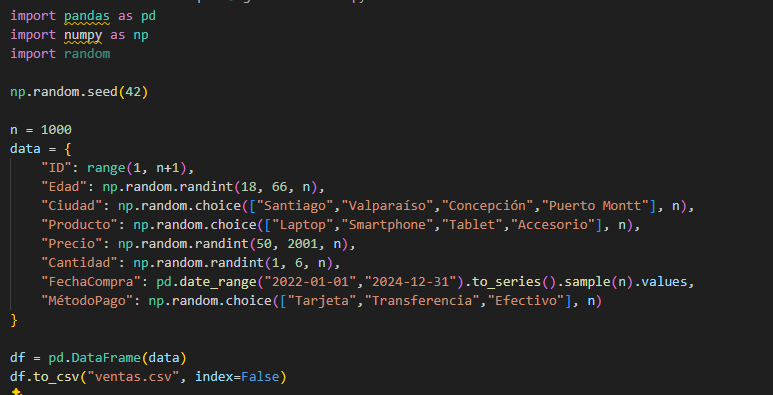 import pandas as pd
import numpy as np
import random
np.random.seed(42)
n = 1000
data = {
    "ID": range(1, n+1),
    "Edad": np.random.randint(18, 66, n),
    "Ciudad": np.random.choice(["Santiago","Valparaíso","Concepción","Puerto Montt"], n),
    "Producto": np.random.choice(["Laptop","Smartphone","Tablet","Accesorio"], n),
    "Precio": np.random.randint(50, 2001, n),
    "Cantidad": np.random.randint(1, 6, n),
    "FechaCompra": pd.date_range("2022-01-01","2024-12-31").to_series().sample(n).values,
    "MétodoPago": np.random.choice(["Tarjeta","Transferencia","Efectivo"], n)
}
df = pd.DataFrame(data)
df.to_csv("ventas.csv", index=False)